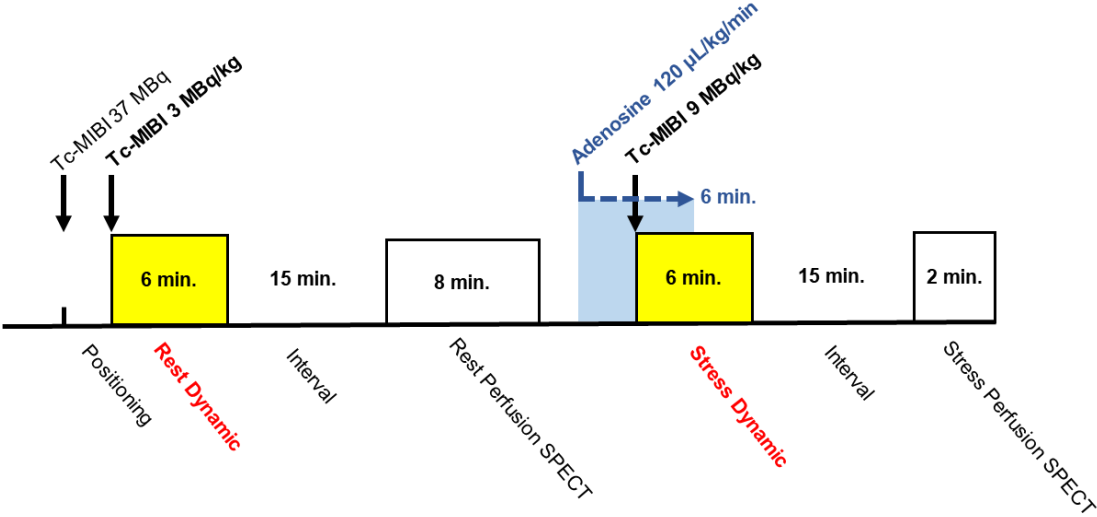 Tc-MIBI 37 MBq
Tc-MIBI 3 MBq/kg
Adenosine 120 µL/kg/min
Tc-MIBI 9 MBq/kg
6 min.
6 min.
15 min.
8 min.
6 min.
15 min.
2 min.
Positioning
Rest Dynamic
Interval
Rest Perfusion SPECT
Stress Dynamic
Interval
Stress Perfusion SPECT